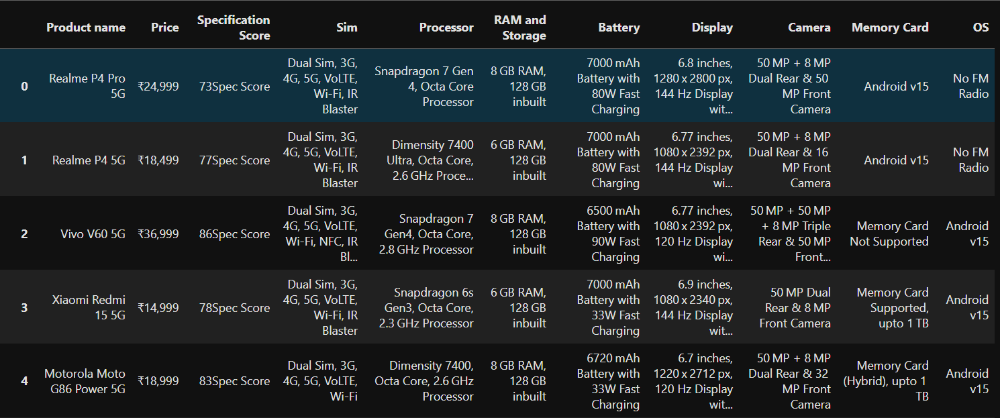 Product name Price Specification Score Sim Processor RAM and Storage Battery Display Camera Memory Card OS
0 Realme P4 Pro 5G ₹24,999 73Spec Score Dual Sim, 3G, 4G, 5G, VoLTE, Wi-Fi, IR Blaster Snapdragon 7 Gen 4, Octa Core Processor 8 GB RAM, 128 GB inbuilt 7000 mAh Battery with 80W Fast Charging 6.8 inches, 1280 x 2800 px, 144 Hz Display wit... 50 MP + 8 MP Dual Rear & 50 MP Front Camera Android v15 No FM Radio
1 Realme P4 5G ₹18,499 77Spec Score Dual Sim, 3G, 4G, 5G, VoLTE, Wi-Fi, IR Blaster Dimensity 7400 Ultra, Octa Core, 2.6 GHz Proce... 6 GB RAM, 128 GB inbuilt 7000 mAh Battery with 80W Fast Charging 6.77 inches, 1080 x 2392 px, 144 Hz Display wi... 50 MP + 8 MP Dual Rear & 16 MP Front Camera Android v15 No FM Radio
2 Vivo V60 5G ₹36,999 86Spec Score Dual Sim, 3G, 4G, 5G, VoLTE, Wi-Fi, NFC, IR Bl... Snapdragon 7 Gen4, Octa Core, 2.8 GHz Processor 8 GB RAM, 128 GB inbuilt 6500 mAh Battery with 90W Fast Charging 6.77 inches, 1080 x 2392 px, 120 Hz Display wi... 50 MP + 50 MP + 8 MP Triple Rear & 50 MP Front... Memory Card Not Supported Android v15
3 Xiaomi Redmi 15 5G ₹14,999 78Spec Score Dual Sim, 3G, 4G, 5G, VoLTE, Wi-Fi, IR Blaster Snapdragon 6s Gen3, Octa Core, 2.3 GHz Processor 6 GB RAM, 128 GB inbuilt 7000 mAh Battery with 33W Fast Charging 6.9 inches, 1080 x 2340 px, 144 Hz Display wit... 50 MP Dual Rear & 8 MP Front Camera Memory Card Supported, upto 1 TB Android v15
4 Motorola Moto G86 Power 5G ₹18,999 83Spec Score Dual Sim, 3G, 4G, 5G, VoLTE, Wi-Fi Dimensity 7400, Octa Core, 2.6 GHz Processor 8 GB RAM, 128 GB inbuilt 6720 mAh Battery with 33W Fast Charging 6.7 inches, 1220 x 2712 px, 120 Hz Display wit... 50 MP + 8 MP Dual Rear & 32 MP Front Camera Memory Card (Hybrid), upto 1 TB Android v15